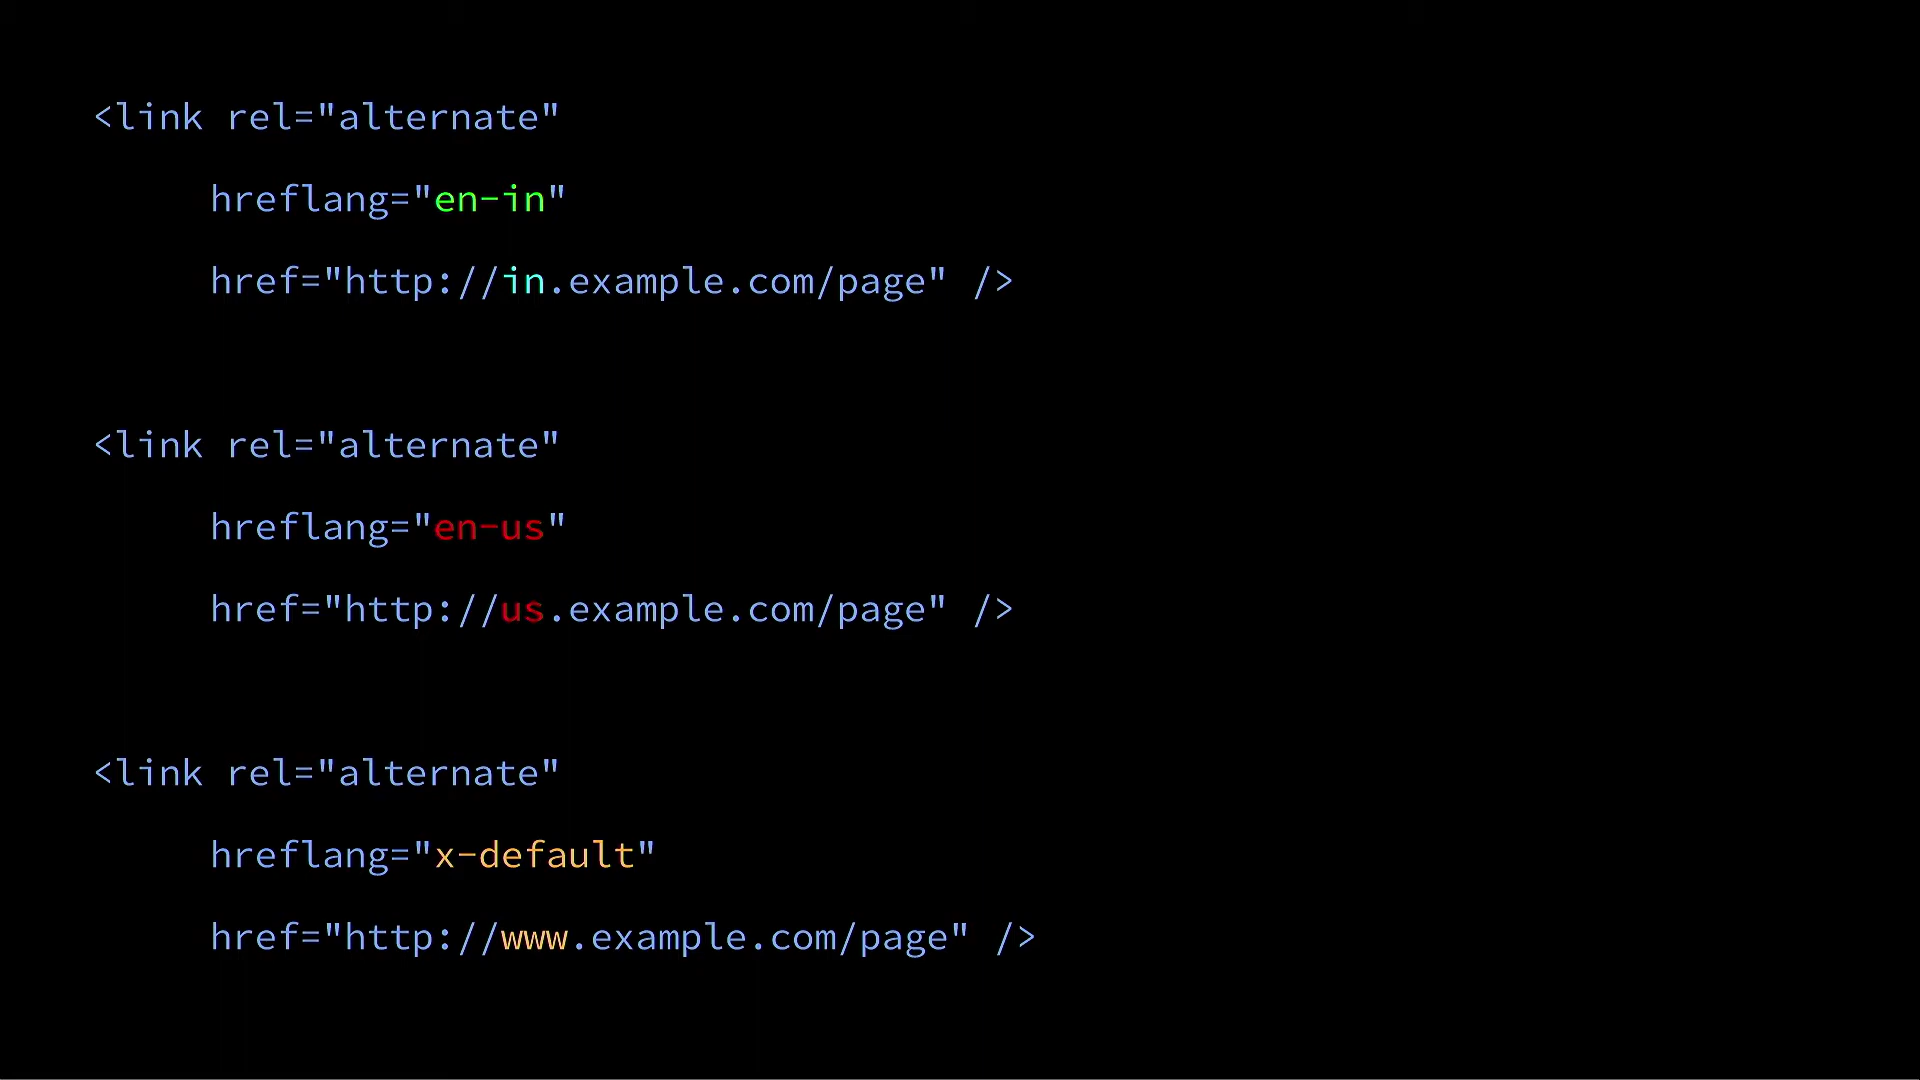 <link rel="alternate"
hreflang="en-in"
href="http://in.example.com/page" />
<link rel="alternate"
hreflang="en-us"
href="http://us.example.com/page" />
<link rel="alternate"
hreflang="x-default"
href="http://www.example.com/page" />